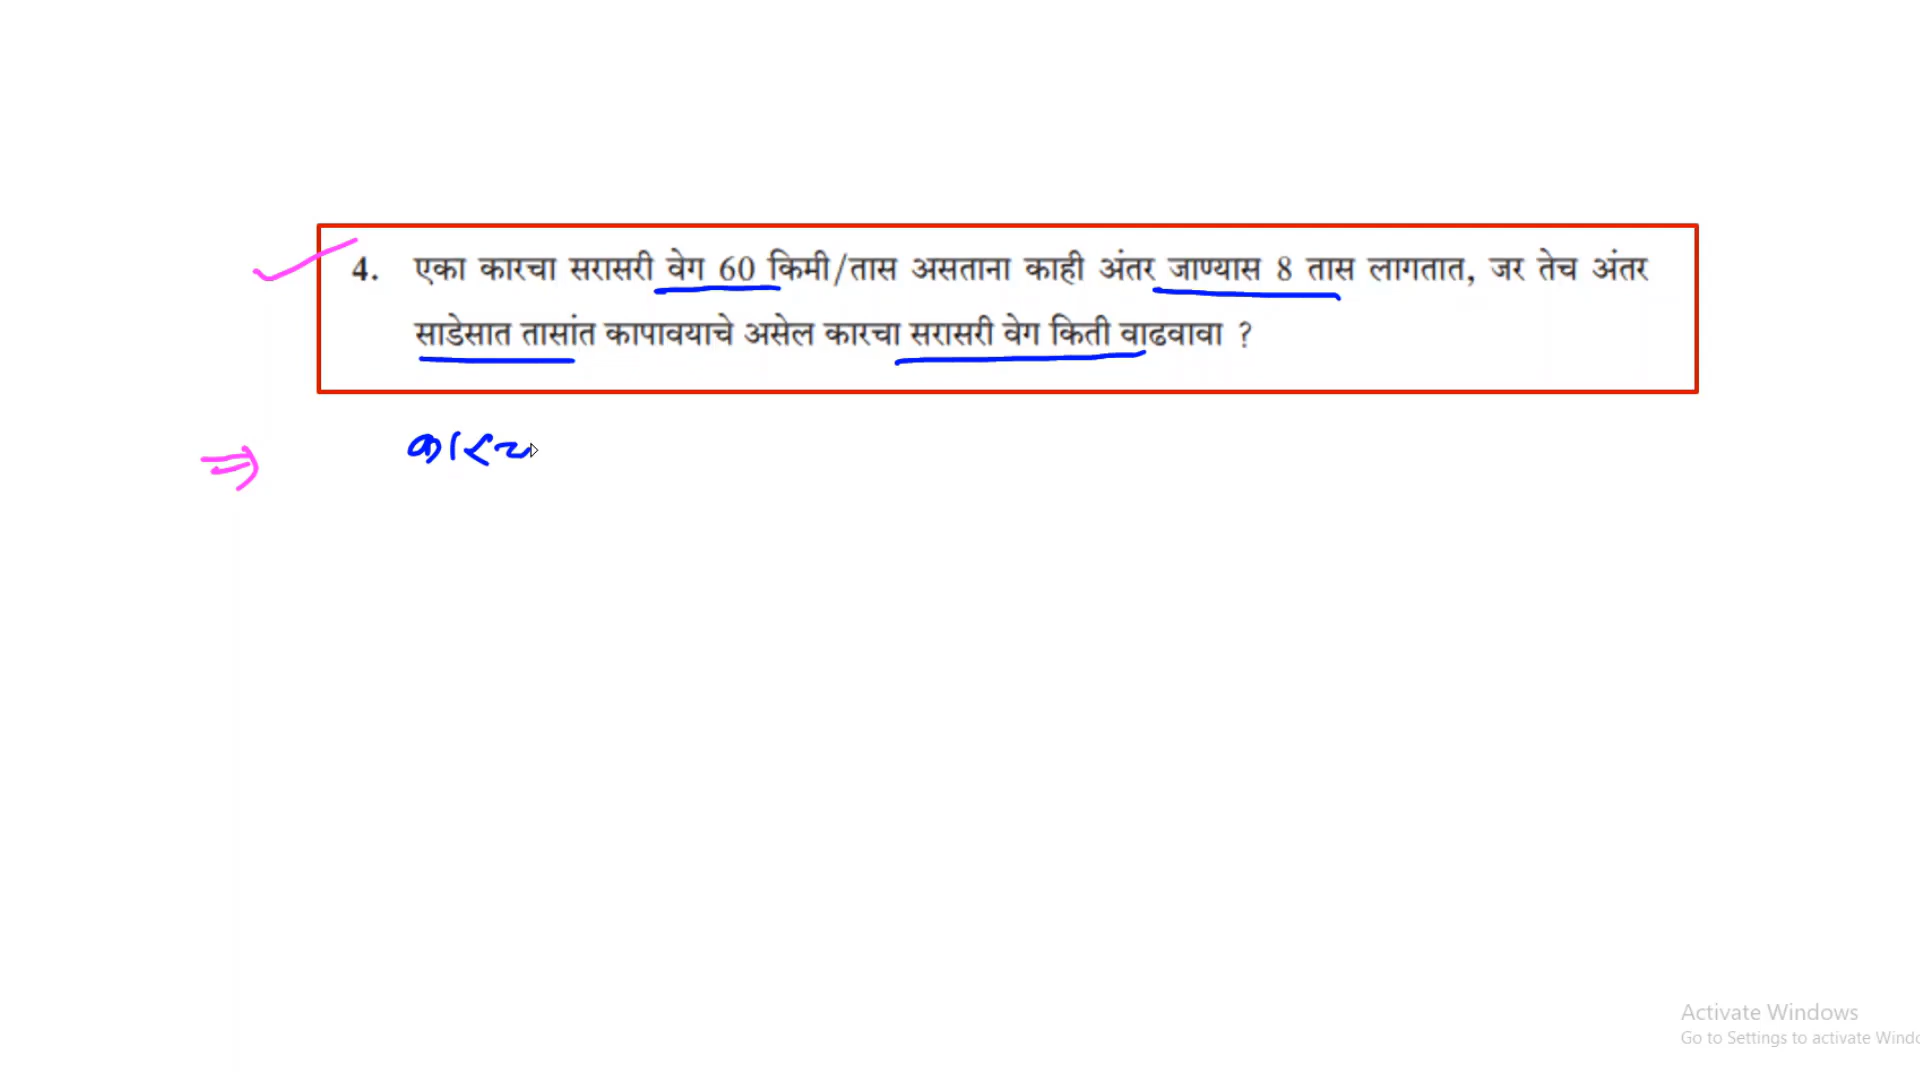 4. एका कारचा सरासरी वेग 60 किमी/तास असताना काही अंतर जाण्यास 8 तास लागतात, जर तेच अंतर
साडेसात तासांत कापावयाचे असेल कारचा सरासरी वेग किती वाढवावा ?
कारच
Activate Windows
Go to Settings to activate Windo